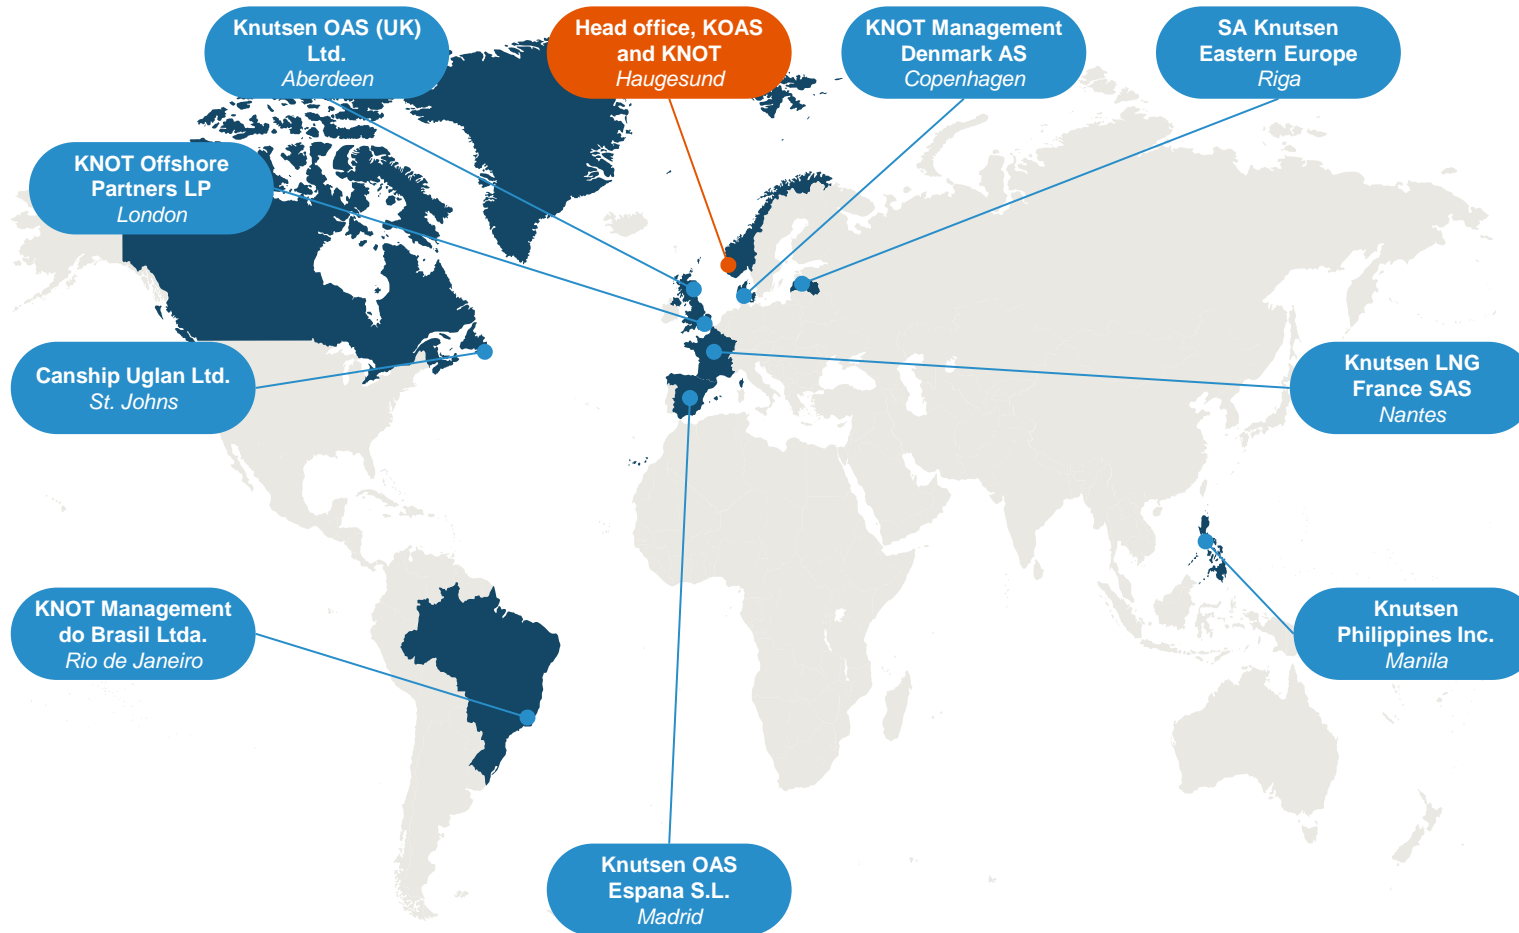 Knutsen OAS (UK)
Ltd.
Aberdeen
Head office, KOAS
and KNOT
Haugesund
KNOT Management
Denmark AS
Copenhagen
SA Knutsen
Eastern Europe
Riga
KNOT Offshore
Partners LP
London
Canship Uglan Ltd.
St. Johns
Knutsen LNG
France SAS
Nantes
KNOT Management
do Brasil Ltda.
Rio de Janeiro
Knutsen
Philippines Inc.
Manila
Knutsen OAS
Espana S.L.
Madrid